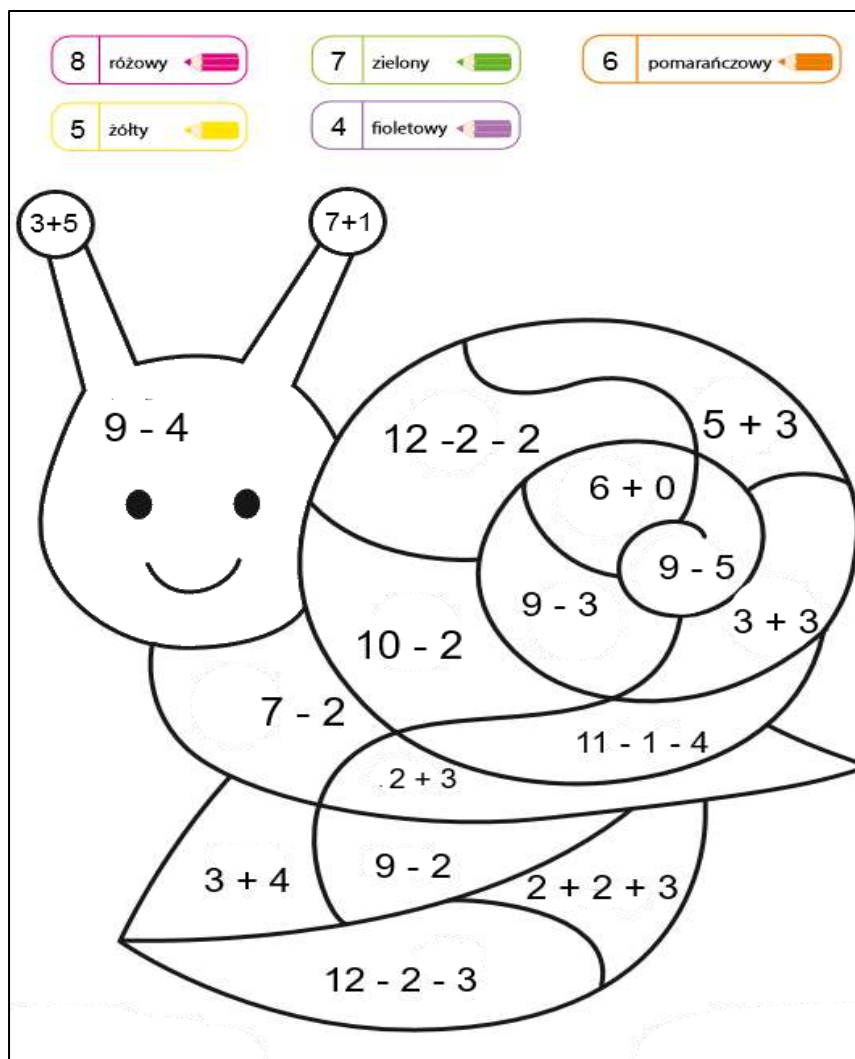 8 różowy
7 zielony
6 pomarańczowy
5 żółty
4 fioletowy
3+5
7+1
9 - 4
12 -2 - 2
5 + 3
6 + 0
9 - 5
9 - 3
3 + 3
10 - 2
7 - 2
11 - 1 - 4
2 + 3
9 - 2
3 + 4
2 + 2 + 3
12 - 2 - 3